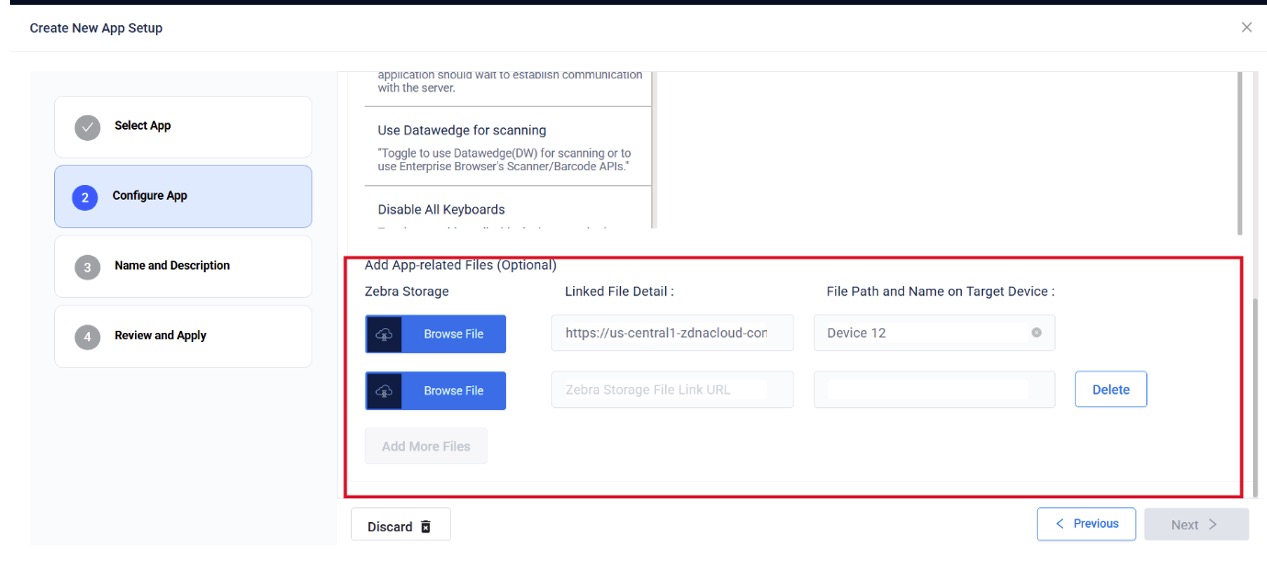 Create New App Setup
application should wait to establish communication
with the server.
Select App
Use Datawedge for scanning
"Toggle to use Datawedge(DW) for scanning or to
use Enterprise Browser's Scanner/Barcode APIs."
2 Configure App
Disable All Keyboards
3 Name and Description
4 Review and Apply
Add App-related Files (Optional)
Zebra Storage Linked File Detail : File Path and Name on Target Device :
Browse File https://us-central1-zdnacloud-con Device 12
Browse File Zebra Storage File Link URL Delete
Add More Files
Discard Previous Next